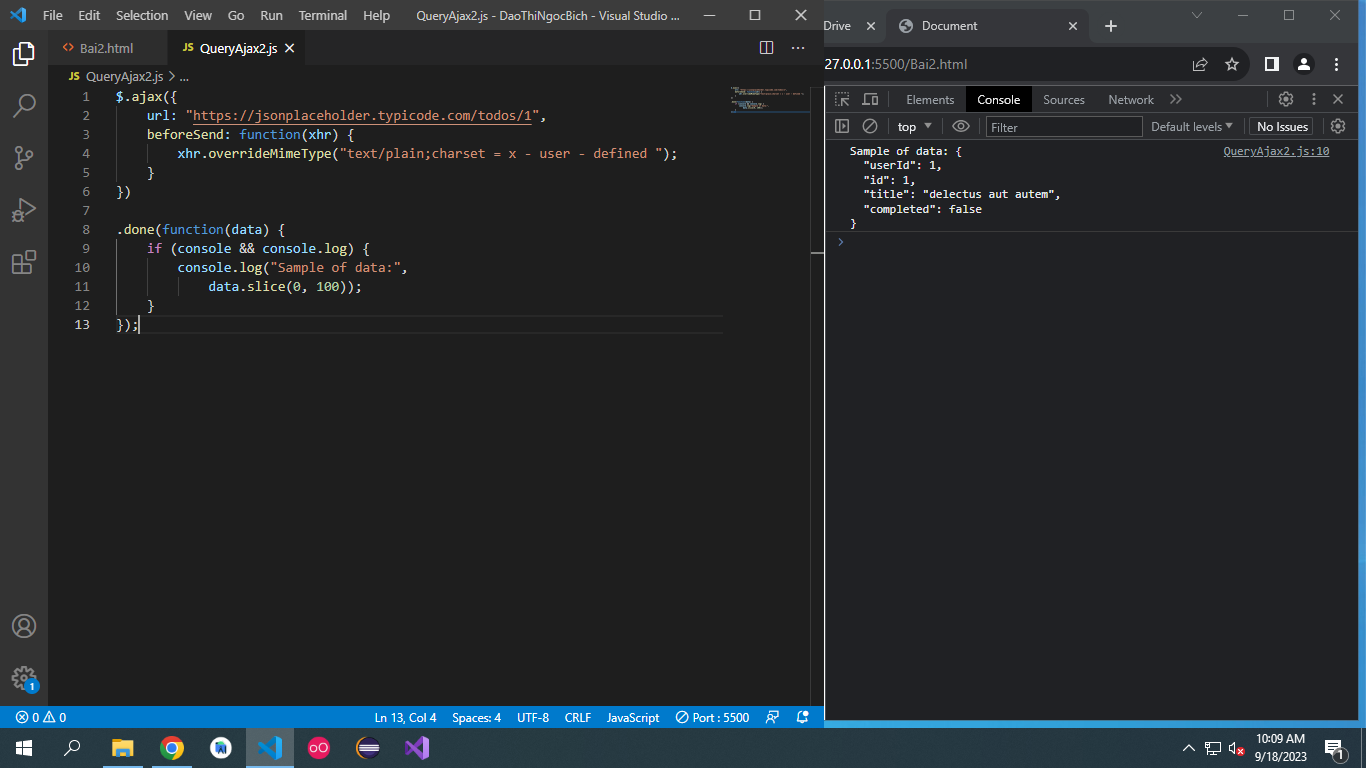 File Edit Selection View Go Run Terminal Help QueryAjax2.js - DaoThiNgocBich - Visual Studio ...
Bai2.html
JS QueryAjax2.js
JS QueryAjax2.js > ...
1 $.ajax({
2 url: "https://jsonplaceholder.typicode.com/todos/1",
3 beforeSend: function(xhr) {
4 xhr.overrideMimeType("text/plain;charset = x - user - defined ");
5 }
6 })
7
8 .done(function(data) {
9 if (console && console.log) {
10 console.log("Sample of data:",
11 data.slice(0, 100));
12 }
13 });
0 0 Ln 13, Col 4 Spaces: 4 UTF-8 CRLF JavaScript Port : 5500
1
Drive Document
27.0.0.1:5500/Bai2.html
Elements Console Sources Network
top Filter Default levels No Issues
Sample of data: { QueryAjax2.js:10
"userId": 1,
"id": 1,
"title": "delectus aut autem",
"completed": false
}
10:09 AM
9/18/2023
1